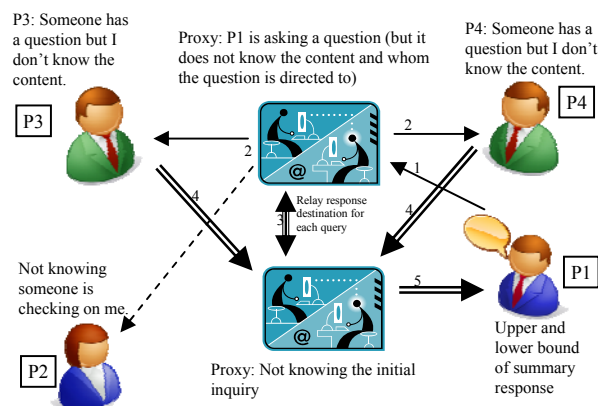 P3: Someone has
a question but I
don't know the
content.
Proxy: P1 is asking a question (but it
does not know the content and whom
the question is directed to)
P4: Someone has a
question but I don't
know the content.
P3
P4
2
2
1
@
4
4
3
Relay response
destination for
each query
Not knowing
someone is
checking on me.
5
P1
P2
@
Proxy: Not knowing the initial
inquiry
Upper and
lower bound
of summary
response